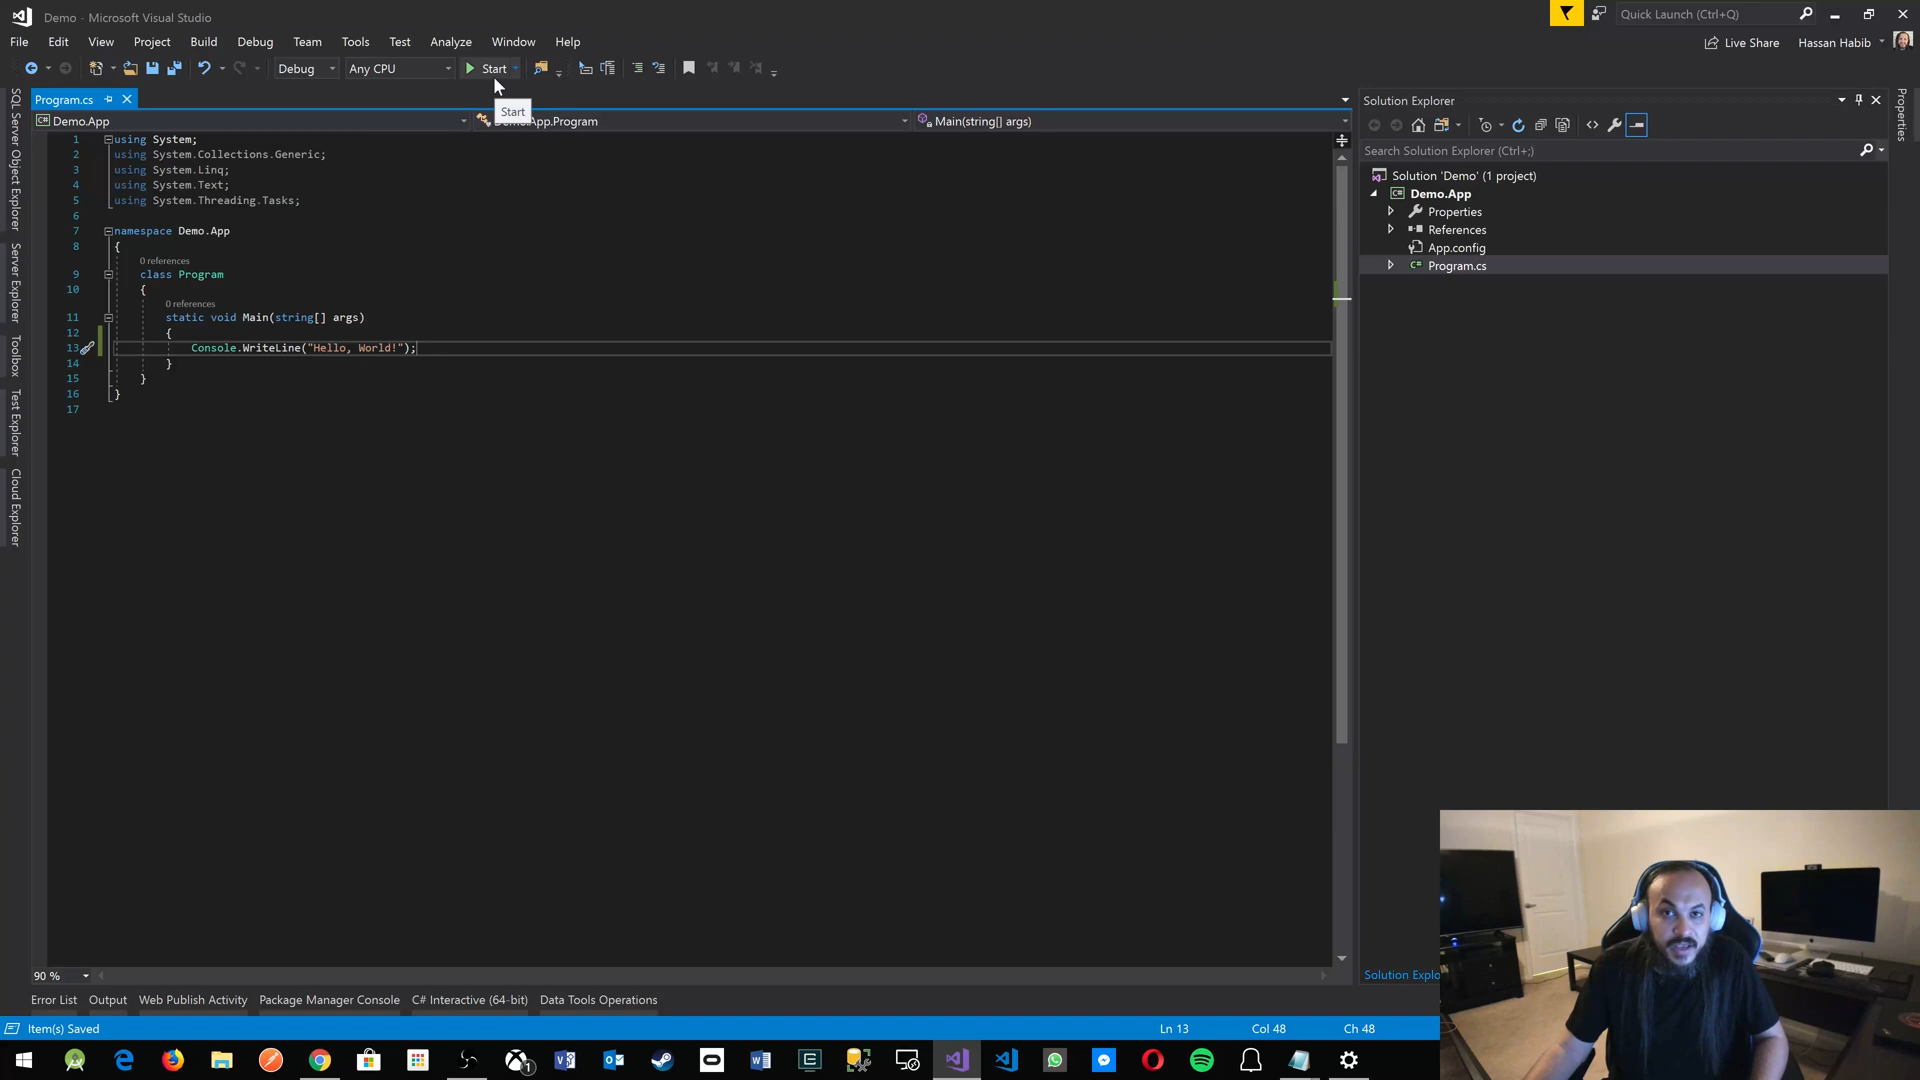 Demo - Microsoft Visual Studio
Quick Launch (Ctrl+Q)
File Edit View Project Build Debug Team Tools Test Analyze Window Help
Live Share
Hassan Habib
Debug
Any CPU
Start
Program.cs
Start
Demo.App
Demo.App.Program
Main(string[] args)
SQL Server Object Explorer
Server Explorer
Toolbox
Test Explorer
Cloud Explorer
1 using System;
2 using System.Collections.Generic;
3 using System.Linq;
4 using System.Text;
5 using System.Threading.Tasks;
6
7 namespace Demo.App
8 {
0 references
9 class Program
10 {
0 references
11 static void Main(string[] args)
12 {
13 Console.WriteLine("Hello, World!");
14 }
15 }
16 }
17
Solution Explorer
Search Solution Explorer (Ctrl+;)
Solution 'Demo' (1 project)
Demo.App
Properties
References
App.config
Program.cs
Properties
Solution Explo
90 %
Error List Output Web Publish Activity Package Manager Console C# Interactive (64-bit) Data Tools Operations
Item(s) Saved
Ln 13 Col 48 Ch 48
1